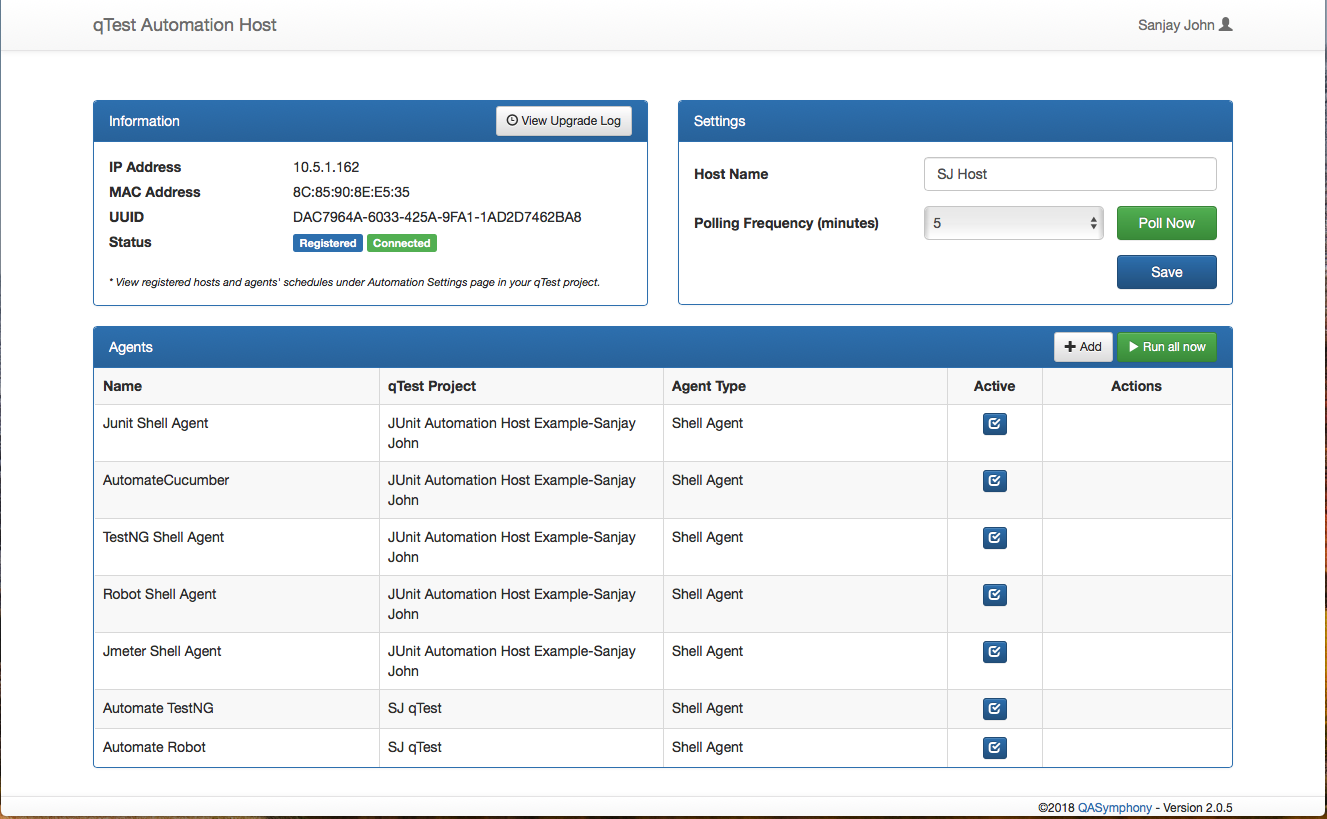 qTest Automation Host
Sanjay John
Information
View Upgrade Log
IP Address 10.5.1.162
MAC Address 8C:85:90:8E:E5:35
UUID DAC7964A-6033-425A-9FA1-1AD2D7462BA8
Status Registered Connected
* View registered hosts and agents' schedules under Automation Settings page in your qTest project.
Settings
Host Name SJ Host
Polling Frequency (minutes) 5 Poll Now
Save
Agents Add Run all now
Name qTest Project Agent Type Active Actions
Junit Shell Agent JUnit Automation Host Example-Sanjay Shell Agent
John
AutomateCucumber JUnit Automation Host Example-Sanjay Shell Agent
John
TestNG Shell Agent JUnit Automation Host Example-Sanjay Shell Agent
John
Robot Shell Agent JUnit Automation Host Example-Sanjay Shell Agent
John
Jmeter Shell Agent JUnit Automation Host Example-Sanjay Shell Agent
John
Automate TestNG SJ qTest Shell Agent
Automate Robot SJ qTest Shell Agent
©2018 QASymphony - Version 2.0.5